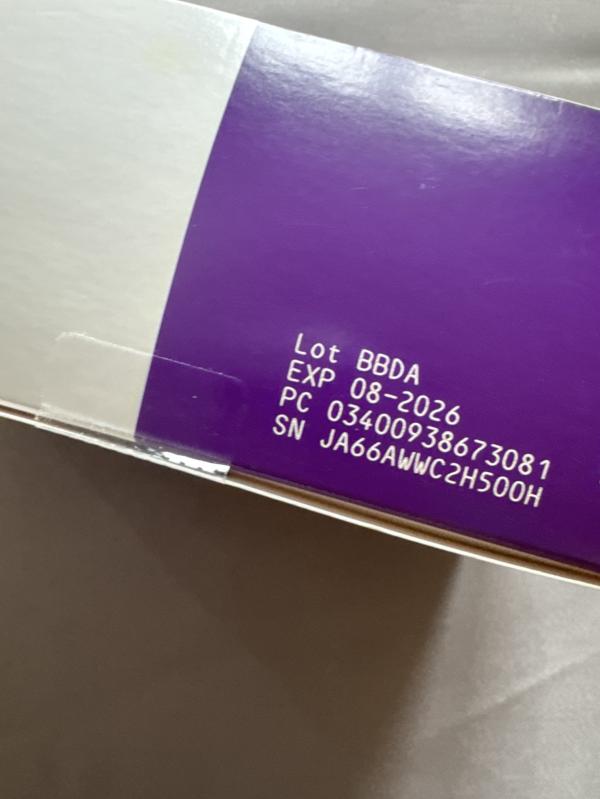 Lot BBDA
EXP 08-2026
PC 03400938673081
SN JA66AWWC2H500H